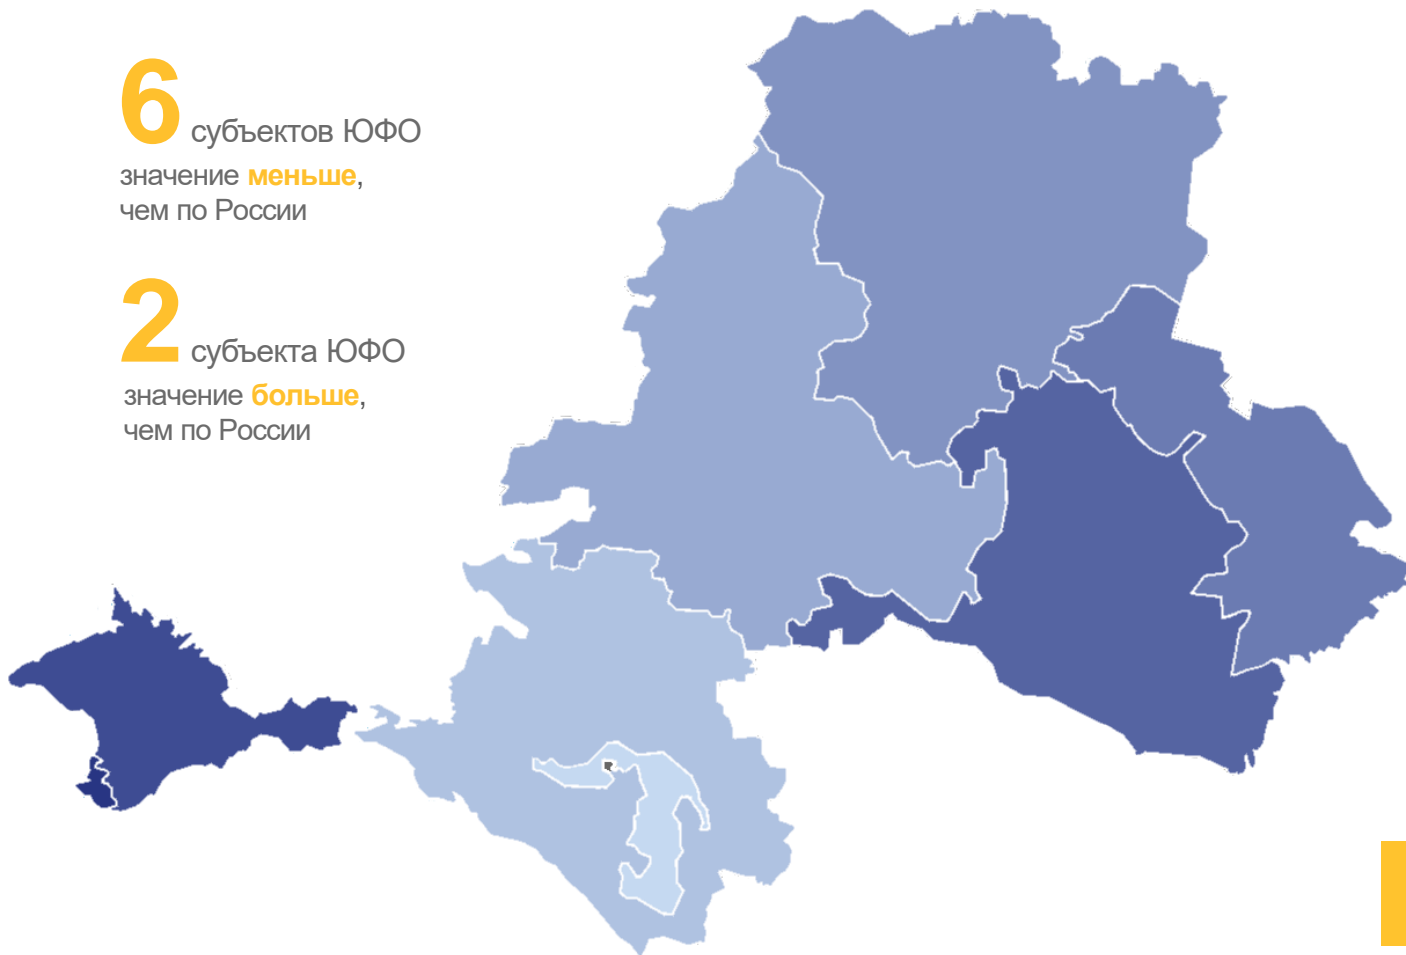 6 субъектов ЮФО
значение меньше,
чем по России
2 субъекта ЮФО
значение больше,
чем по России